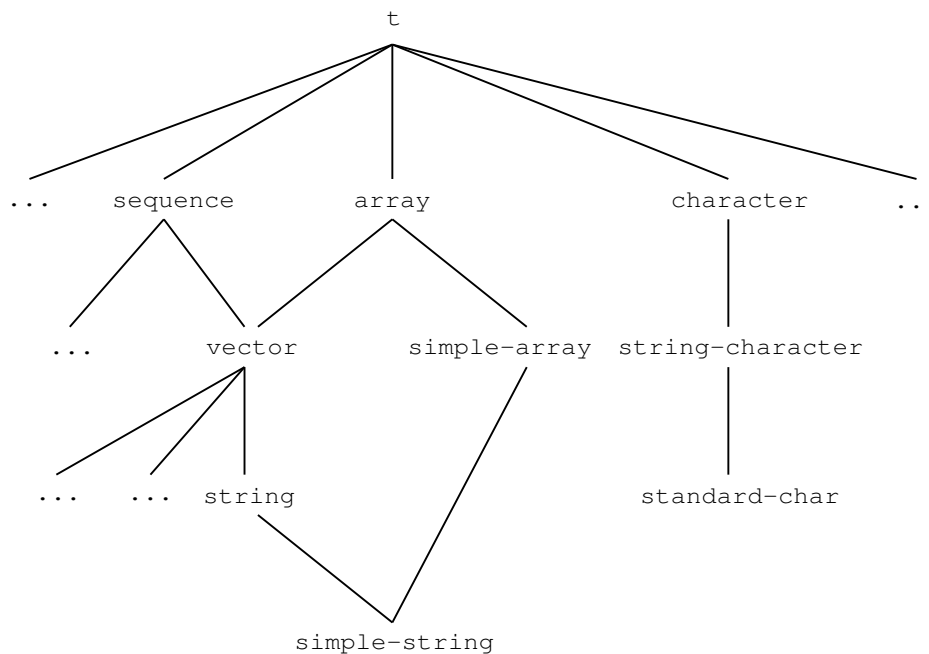 t
... sequence array character ..
... vector simple-array string-character
... ... string standard-char
simple-string